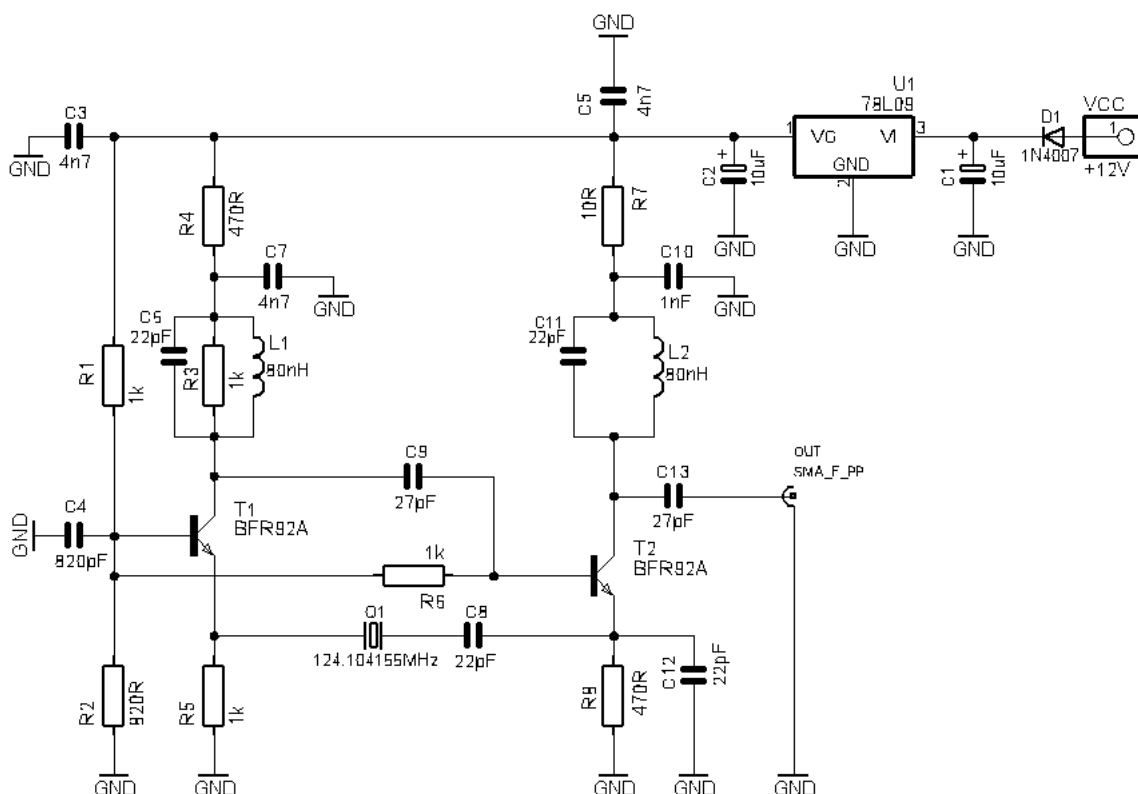 GND
U1
78L09
C3
4n7
GND
C5
4n7
1
VO
VI
3
GND
2
D1
1N4007
VCC
1
+12V
C2
10uF
C1
10uF
GND
GND
GND
R4
470R
10R
R7
C7
4n7
GND
C10
1nF
GND
C6
22pF
R3
1k
L1
80nH
C11
22pF
L2
80nH
R1
1k
OUT
SMA_F_PP
C9
27pF
C13
27pF
GND
C4
820pF
T1
BFR92A
T2
BFR92A
1k
R6
Q1
124.104155MHz
C8
22pF
R2
820R
R5
1k
470R
C12
22pF
GND
GND
GND
GND
GND